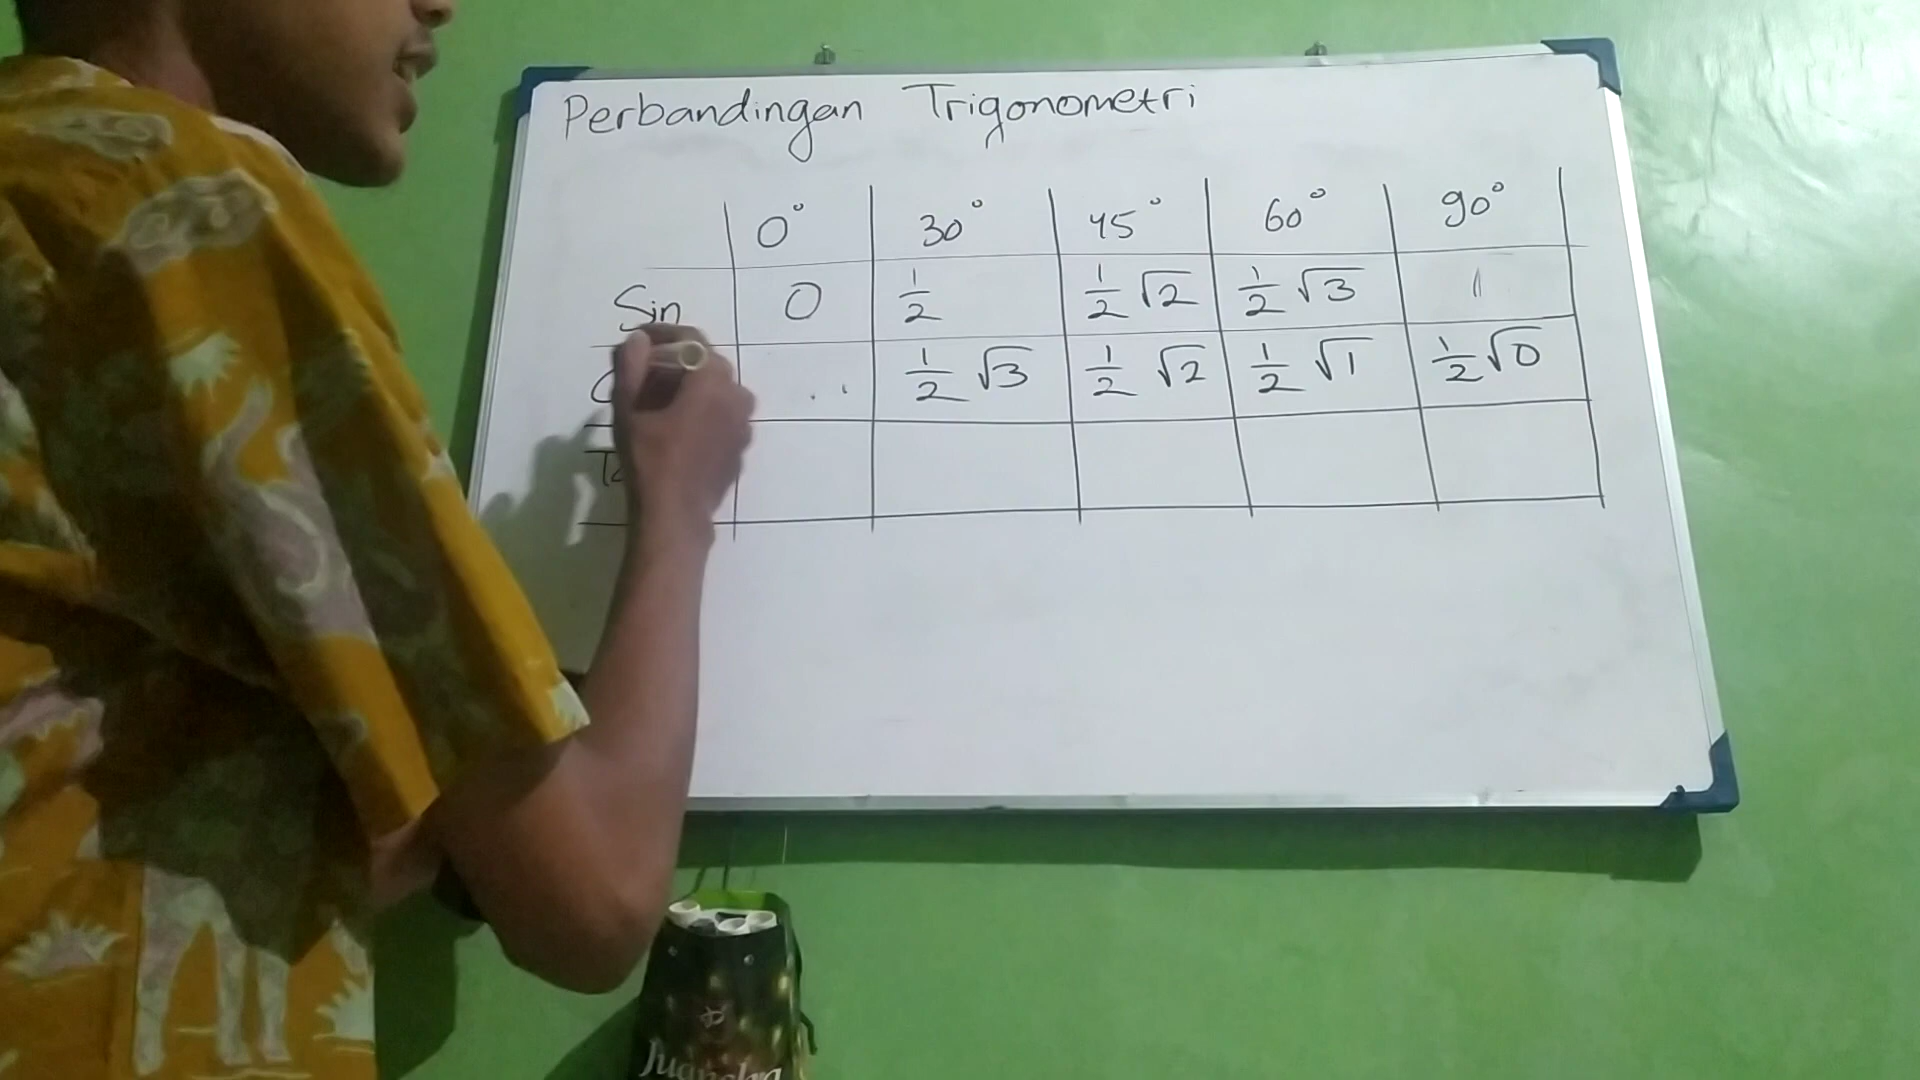 Perbandingan Trigonometri
0° 30° 45° 60° 90°
Sin 0 1/2 1/2 √2 1/2 √3 1
1/2 √3 1/2 √2 1/2 √1 1/2 √0